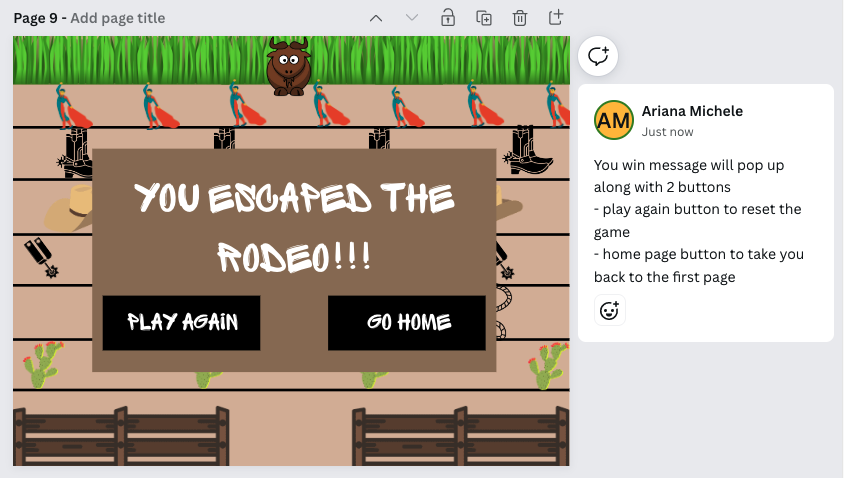 Page 9 - Add page title
YOU ESCAPED THE
RODEO!!!
PLAY AGAIN
GO HOME
AM
Ariana Michele
Just now
You win message will pop up
along with 2 buttons
- play again button to reset the
game
- home page button to take you
back to the first page